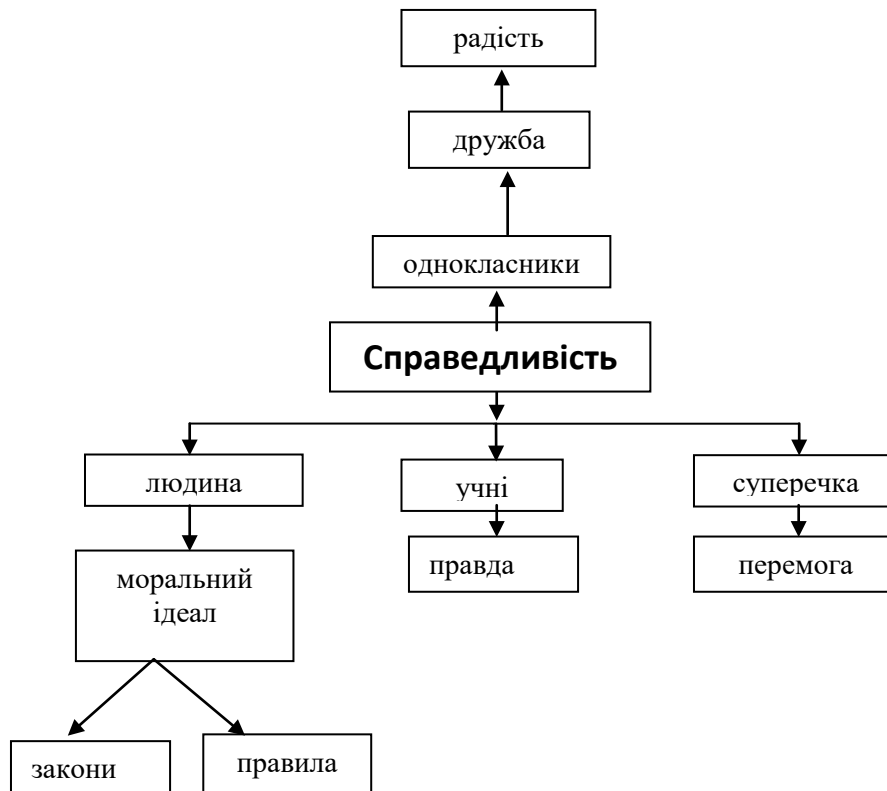 радість
дружба
однокласники
Справедливість
людина
учні
суперечка
моральний
ідеал
правда
перемога
закони
правила